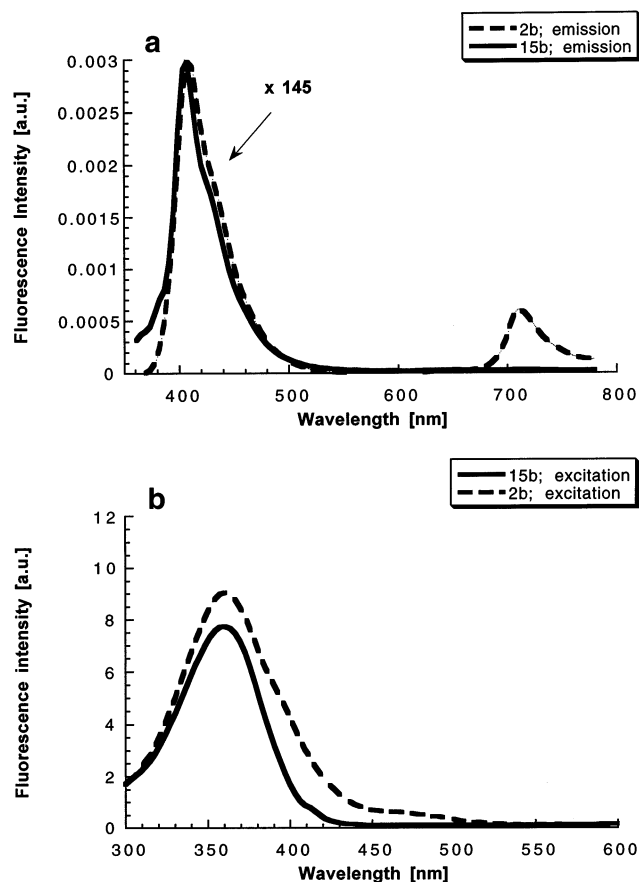 a
2b; emission
15b; emission
x 145
Fluorescence Intensity [a.u.]
0.003
0.0025
0.002
0.0015
0.001
0.0005
0
400
500
600
700
800
Wavelength [nm]
b
15b; excitation
2b; excitation
Fluorescence intensity [a.u.]
12
10
8
6
4
2
0
300
350
400
450
500
550
600
Wavelength [nm]